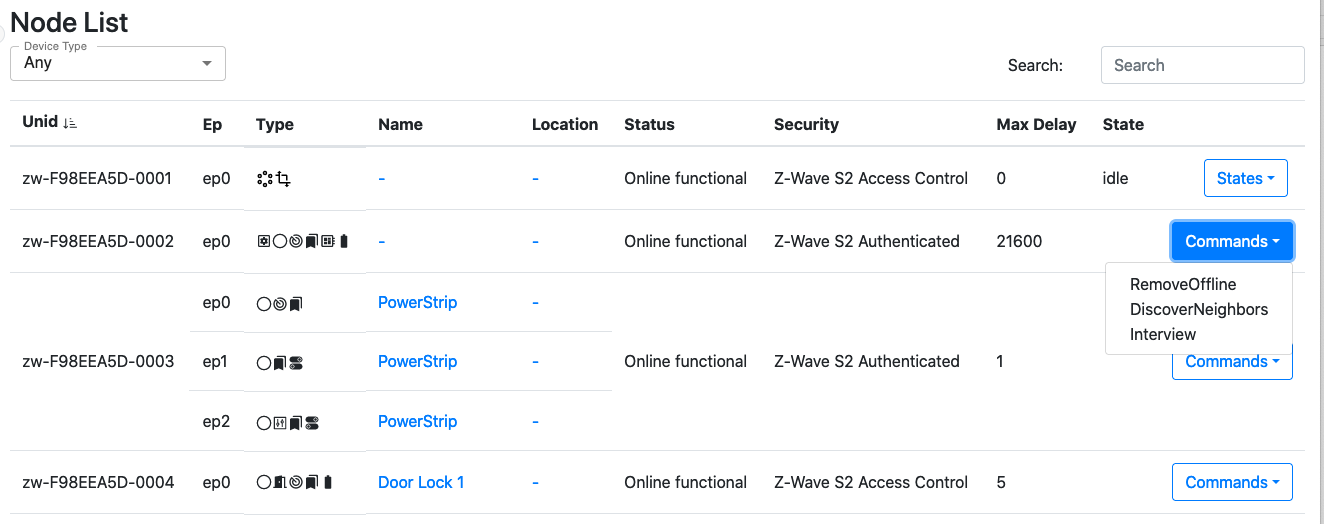 Node List
Device Type
Any
Search: Search
Unid Ep Type Name Location Status Security Max Delay State
zw-F98EEA5D-0001 ep0 - - Online functional Z-Wave S2 Access Control 0 idle States
zw-F98EEA5D-0002 ep0 - - Online functional Z-Wave S2 Authenticated 21600 Commands
RemoveOffline
DiscoverNeighbors
Interview
ep0 PowerStrip -
zw-F98EEA5D-0003 ep1 PowerStrip - Online functional Z-Wave S2 Authenticated 1 Commands
ep2 PowerStrip -
zw-F98EEA5D-0004 ep0 Door Lock 1 - Online functional Z-Wave S2 Access Control 5 Commands